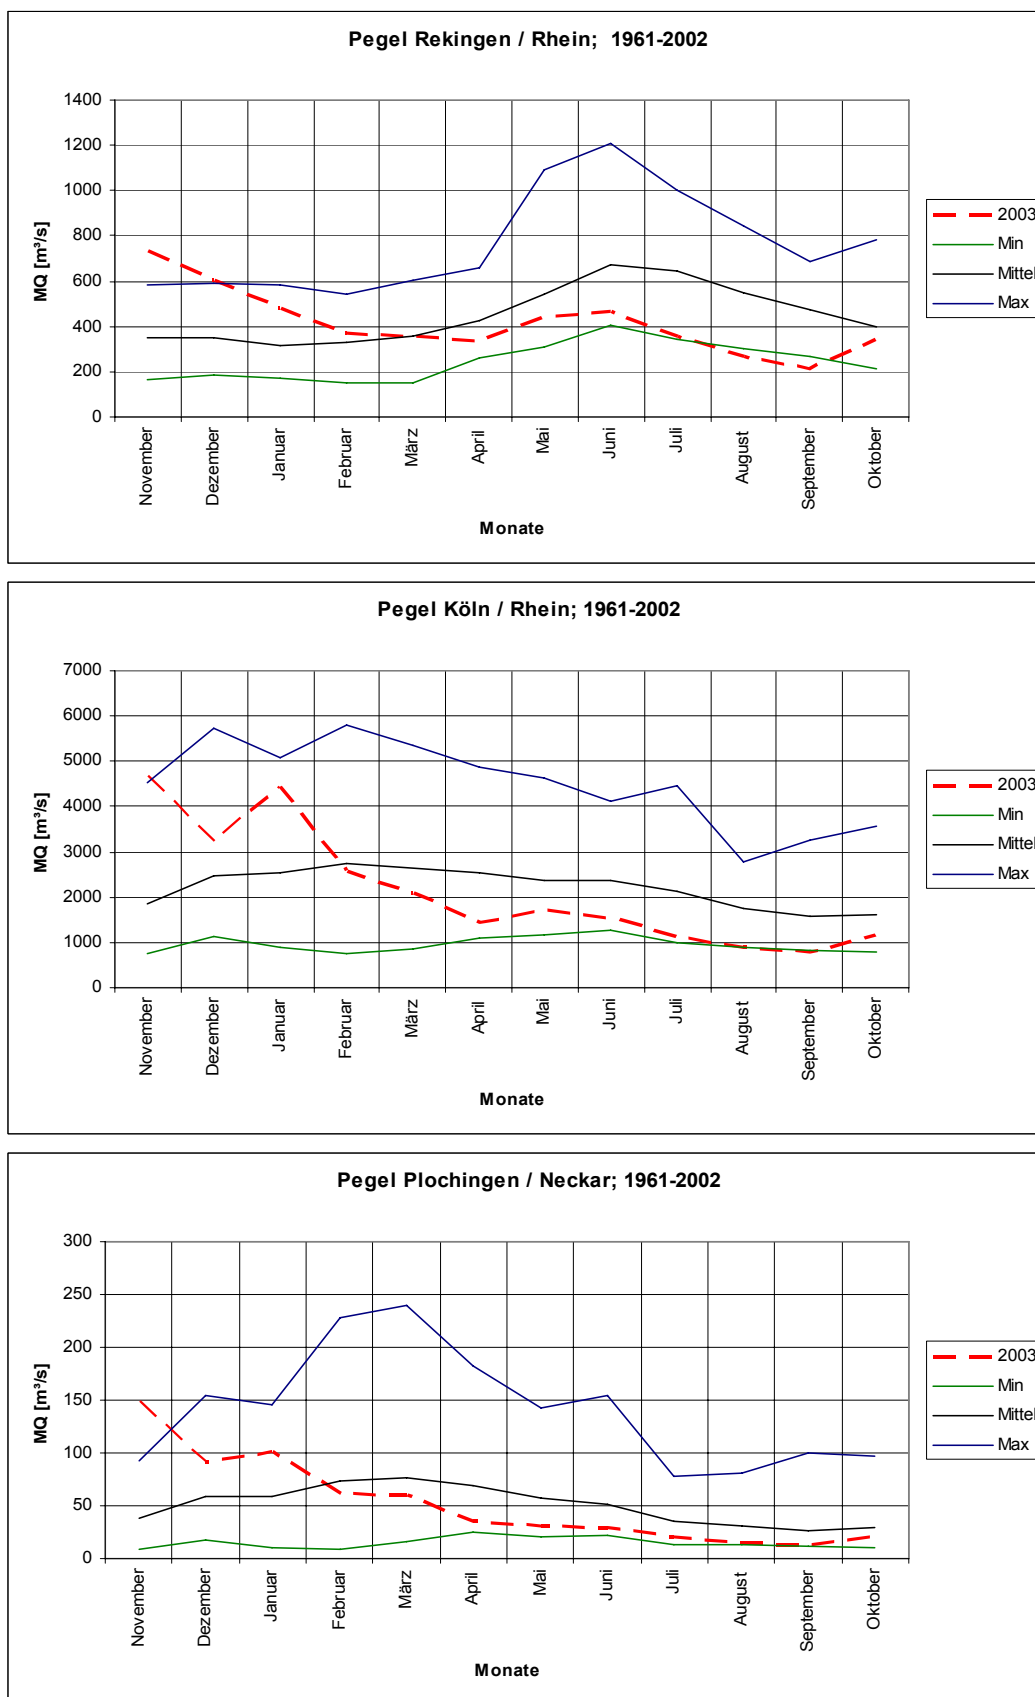 Pegel Rekingen / Rhein; 1961-2002
1400
1200
1000
800
600
400
200
0
MQ [m³/s]
November
Dezember
Januar
Februar
März
April
Mai
Juni
Juli
August
September
Oktober
Monate
2003
Min
Mittel
Max
Pegel Köln / Rhein; 1961-2002
7000
6000
5000
4000
3000
2000
1000
0
MQ [m³/s]
November
Dezember
Januar
Februar
März
April
Mai
Juni
Juli
August
September
Oktober
Monate
2003
Min
Mittel
Max
Pegel Plochingen / Neckar; 1961-2002
300
250
200
150
100
50
0
MQ [m³/s]
November
Dezember
Januar
Februar
März
April
Mai
Juni
Juli
August
September
Oktober
Monate
2003
Min
Mittel
Max